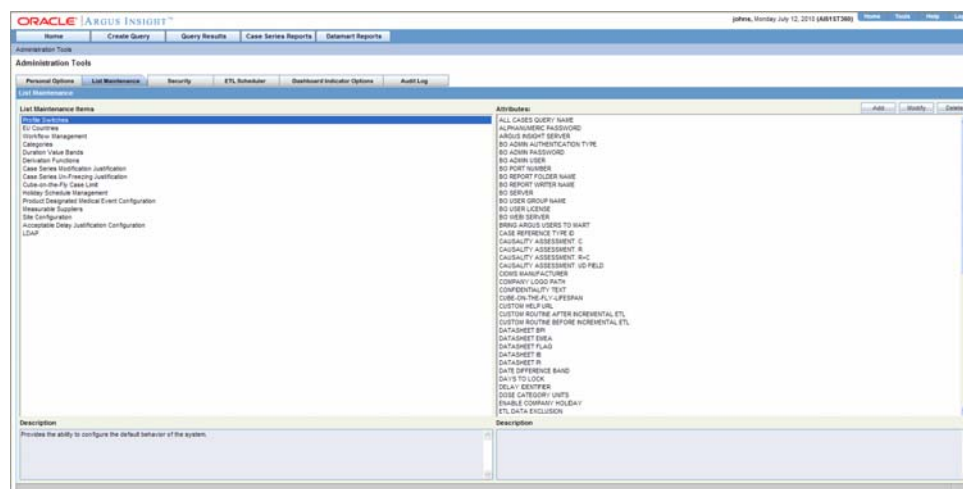 ORACLE ARGUS INSIGHT™
johns, Monday July 12, 2010 (AI51ST360)
Home Tools Help
Home Create Query Query Results Case Series Reports Datamart Reports
Administration Tools
Administration Tools
Personal Options List Maintenance Security ETL Scheduler Dashboard Indicator Options Audit Log
List Maintenance
List Maintenance Items
Attributes:
Add Modify Delete
Profile Switches
EU Countries
Workflow Management
Categories
Duration Value Bands
Derivation Functions
Case Series Modification Justification
Case Series Un-Freezing Justification
Cube-on-the-Fly Case Limit
Holiday Schedule Management
Product Designated Medical Event Configuration
Measurable Suppliers
Site Configuration
Acceptable Delay Justification Configuration
LDAP
ALL CASES QUERY NAME
ALPHANUMERIC PASSWORD
ARGUS INSIGHT SERVER
BO ADMIN AUTHENTICATION TYPE
BO ADMIN PASSWORD
BO ADMIN USER
BO PORT NUMBER
BO REPORT FOLDER NAME
BO REPORT WRITER NAME
BO SERVER
BO USER GROUP NAME
BO USER LICENSE
BO WEBI SERVER
BRING ARGUS USERS TO MART
CASE REFERENCE TYPE ID
CAUSALITY ASSESSMENT: C
CAUSALITY ASSESSMENT: R
CAUSALITY ASSESSMENT: R+C
CAUSALITY ASSESSMENT: UD FIELD
CIOMS MANUFACTURER
COMPANY LOGO PATH
CONFIDENTIALITY TEXT
CUBE-ON-THE-FLY-LIFESPAN
CUSTOM HELP URL
CUSTOM ROUTINE AFTER INCREMENTAL ETL
CUSTOM ROUTINE BEFORE INCREMENTAL ETL
DATASHEET BPI
DATASHEET EMEA
DATASHEET FLAG
DATASHEET IB
DATASHEET PI
DATE DIFFERENCE BAND
DAYS TO LOCK
DELAY IDENTIFIER
DOSE CATEGORY UNITS
ENABLE COMPANY HOLIDAY
ETL DATA EXCLUSION
Description
Provides the ability to configure the default behavior of the system.
Description